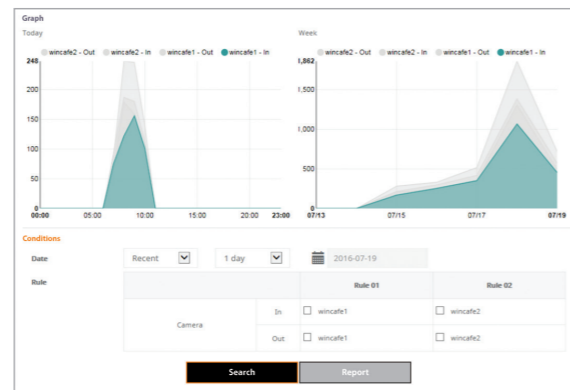 Graph
Today
wincafe2 - Out wincafe2 - In wincafe1 - Out wincafe1 - In
248
200
150
100
50
0
00:00 05:00 10:00 15:00 20:00 23:00
Week
wincafe2 - Out wincafe2 - In wincafe1 - Out wincafe1 - In
1,862
1,500
1,000
500
0
07/13 07/15 07/17 07/19
Conditions
Date Recent 1 day 2016-07-19
Rule
Rule 01 Rule 02
Camera
In wincafe1 wincafe2
Out wincafe1 wincafe2
Search Report